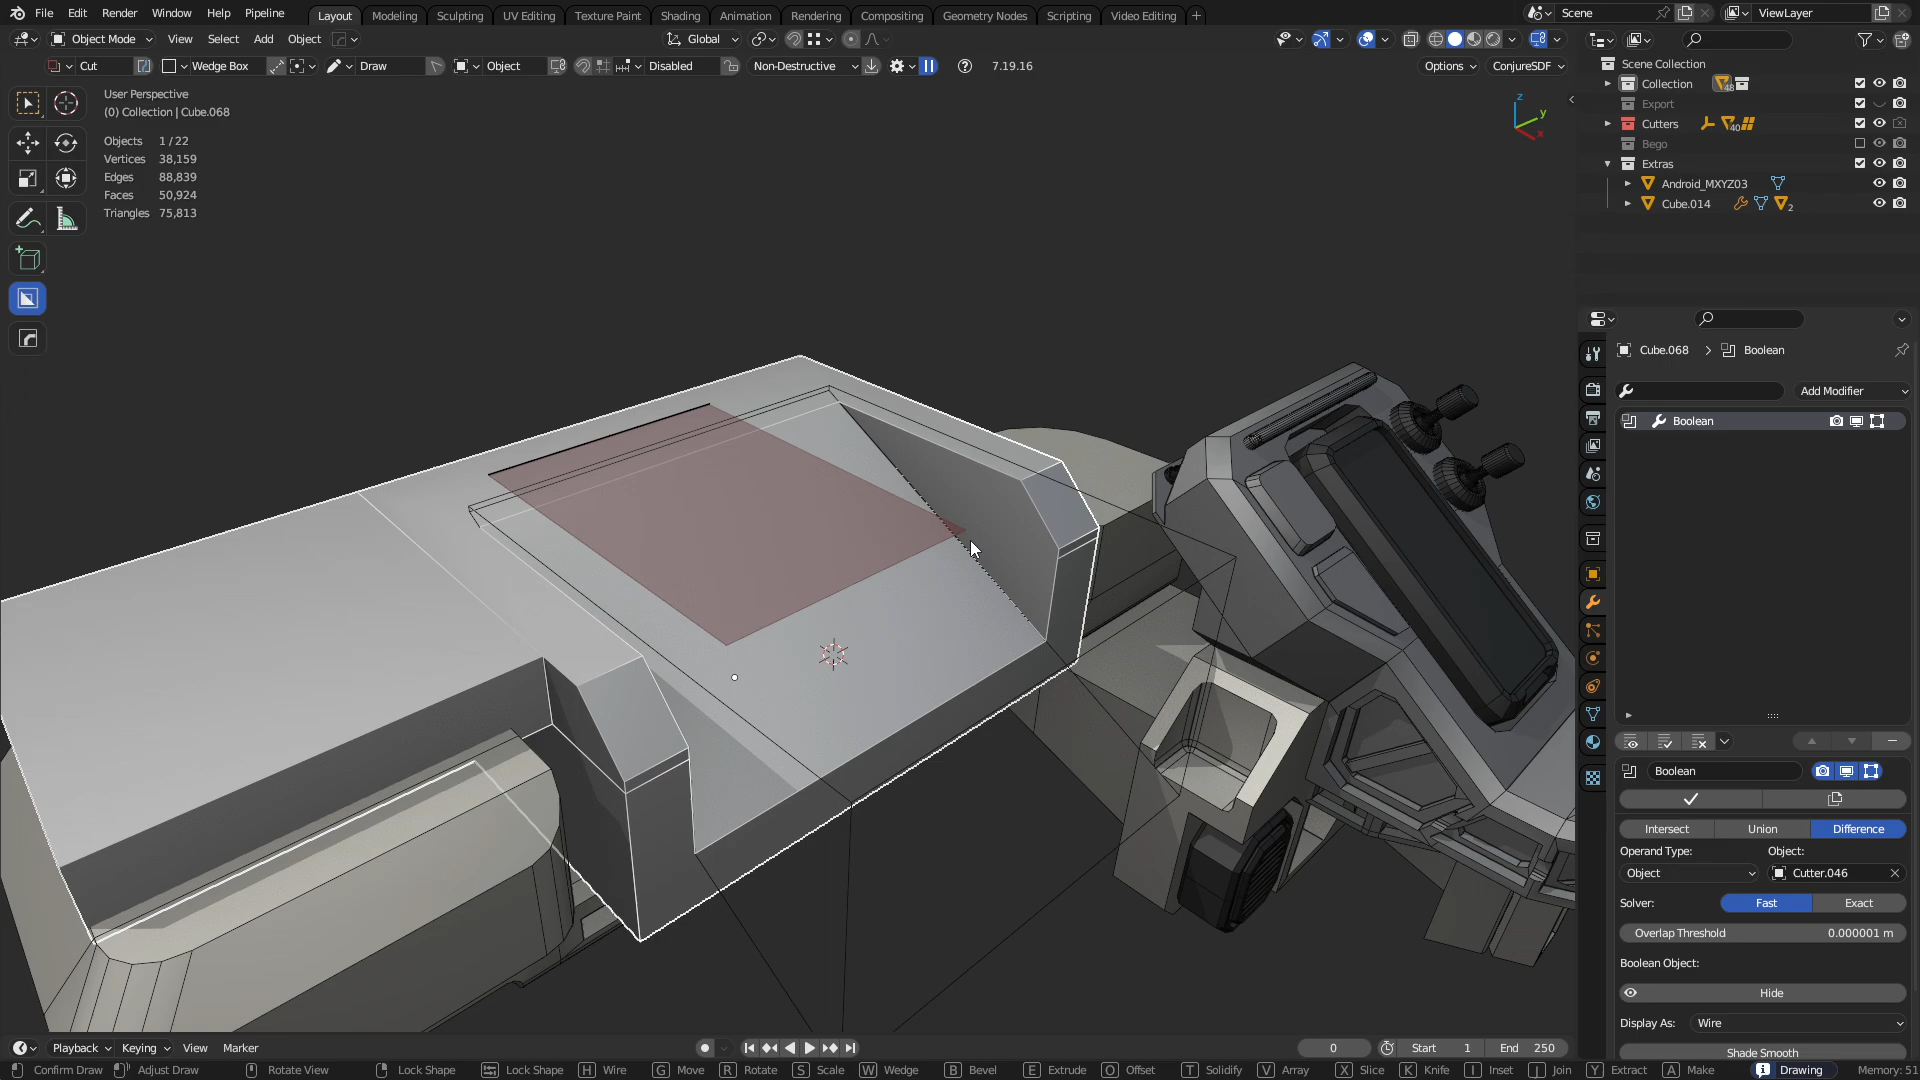 File Edit Render Window Help Pipeline Layout Modeling Sculpting UV Editing Texture Paint Shading Animation Rendering Compositing Geometry Nodes Scripting Video Editing + Scene ViewLayer
Object Mode View Select Add Object Global
Cut Wedge Box Draw Object Disabled Non-Destructive 7.19.16 Options ConjureSDF
User Perspective
(0) Collection | Cube.068
Objects 1 / 22
Vertices 38,159
Edges 88,839
Faces 50,924
Triangles 75,813
z
y
x
Scene Collection
Collection 48
Export
Cutters 40
Bego
Extras
Android_MXYZ03
Cube.014 2
Cube.068 > Boolean
Add Modifier
Boolean
Boolean
Intersect Union Difference
Operand Type: Object:
Object Cutter.046
Solver: Fast Exact
Overlap Threshold 0.000001 m
Boolean Object:
Hide
Display As: Wire
Shade Smooth
Playback Keying View Marker 0 Start 1 End 250
Confirm Draw Adjust Draw Rotate View Lock Shape Lock Shape H Wire G Move R Rotate S Scale W Wedge B Bevel E Extrude O Offset T Solidify V Array X Slice K Knife I Inset J Join Y Extract A Make Drawing Memory: 51